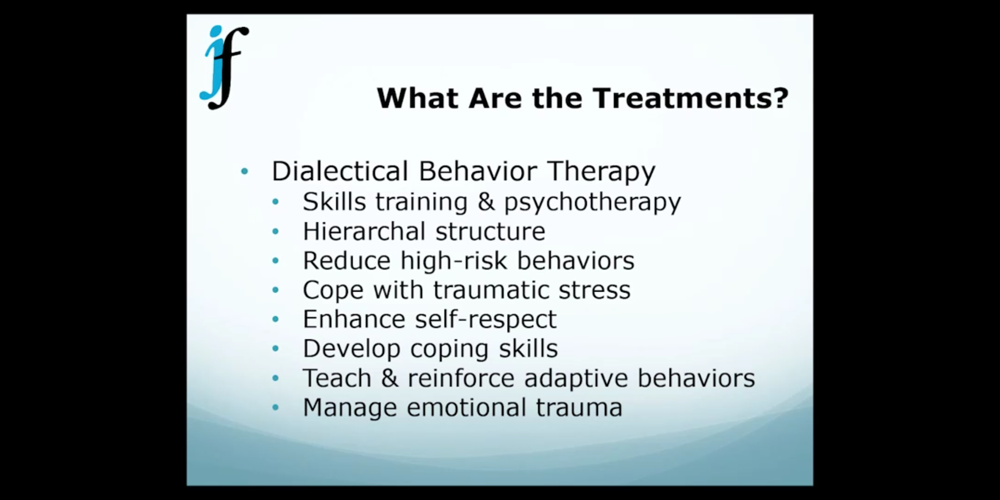 jf
What Are the Treatments?
• Dialectical Behavior Therapy
• Skills training & psychotherapy
• Hierarchal structure
• Reduce high-risk behaviors
• Cope with traumatic stress
• Enhance self-respect
• Develop coping skills
• Teach & reinforce adaptive behaviors
• Manage emotional trauma